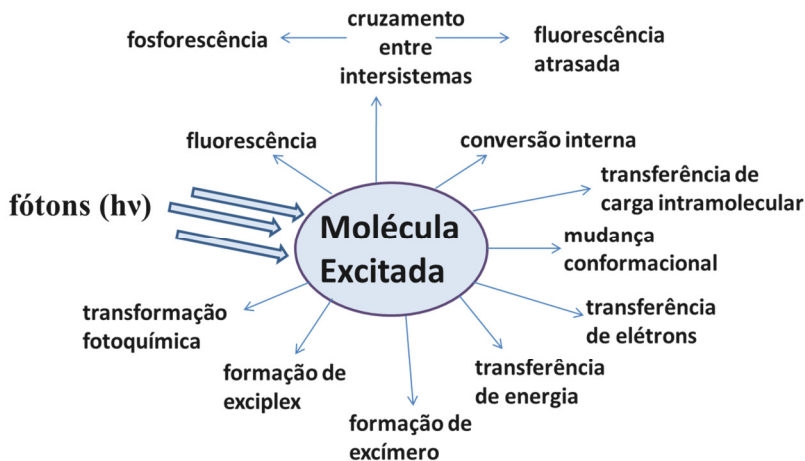 cruzamento
entre
intersistemas
fosforescência
fluorescência
atrasada
fluorescência
conversão interna
fótons (hν)
transferência de
carga intramolecular
Molécula
Excitada
mudança
conformacional
transformação
fotoquímica
transferência
de elétrons
formação de
exciplex
transferência
de energia
formação de
excímero